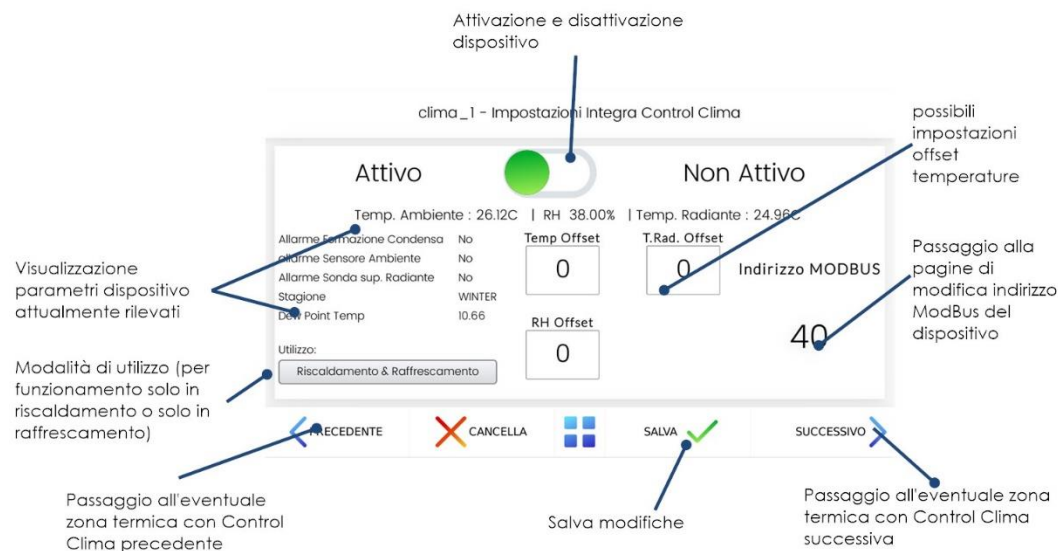 Attivazione e disattivazione
dispositivo
clima_1 - Impostazioni Integra Control Clima
possibili
impostazioni
offset
temperature
Attivo
Non Attivo
Temp. Ambiente : 26.12C | RH 38.00% | Temp. Radiante : 24.96C
Allarme Formazione Condensa No
allarme Sensore Ambiente No
Allarme Sonda sup. Radiante No
Stagione WINTER
Dew Point Temp 10.66
Utilizzo:
Riscaldamento & Raffrescamento
Temp Offset
0
T.Rad. Offset
0
RH Offset
0
Indirizzo MODBUS
40
Visualizzazione
parametri dispositivo
attualmente rilevati
Passaggio alla
pagine di
modifica indirizzo
ModBus del
dispositivo
Modalità di utilizzo (per
funzionamento solo in
riscaldamento o solo in
raffrescamento)
PRECEDENTE
CANCELLA
SALVA
SUCCESSIVO
Passaggio all'eventuale
zona termica con Control
Clima precedente
Salva modifiche
Passaggio all'eventuale zona
termica con Control Clima
successiva